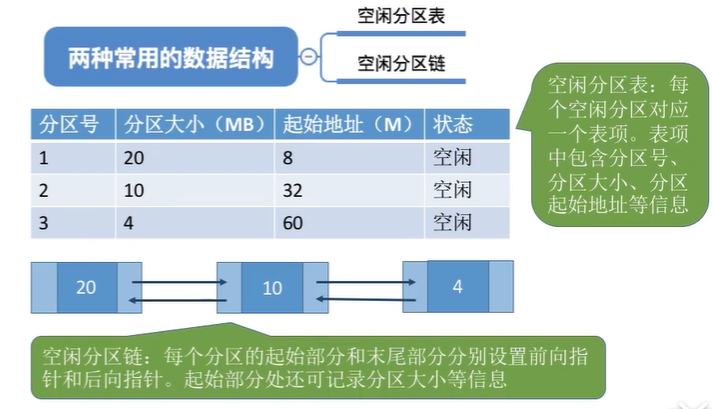 空闲分区表
两种常用的数据结构
空闲分区链
空闲分区表：每
个空闲分区对应
一个表项。表项
中包含分区号、
分区大小、分区
起始地址等信息
分区号 分区大小（MB） 起始地址（M） 状态
1 20 8 空闲
2 10 32 空闲
3 4 60 空闲
20 10 4
空闲分区链：每个分区的起始部分和末尾部分分别设置前向指
针和后向指针。起始部分处还可记录分区大小等信息